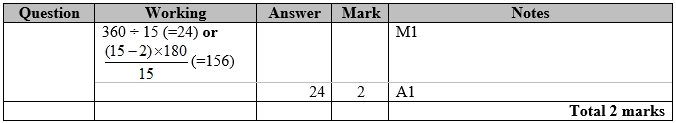 Question Working Answer Mark Notes
360 ÷ 15 (=24) or M1
(15 – 2)×180
15
(=156)
24 2 A1
Total 2 marks